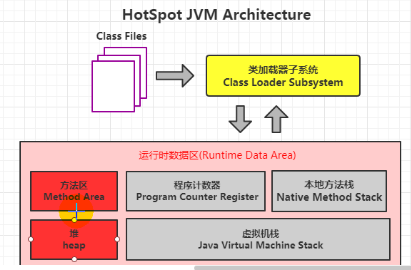 HotSpot JVM Architecture
Class Files
类加载器子系统
Class Loader Subsystem
运行时数据区(Runtime Data Area)
方法区
Method Area
程序计数器
Program Counter Register
本地方法栈
Native Method Stack
堆
heap
虚拟机栈
Java Virtual Machine Stack